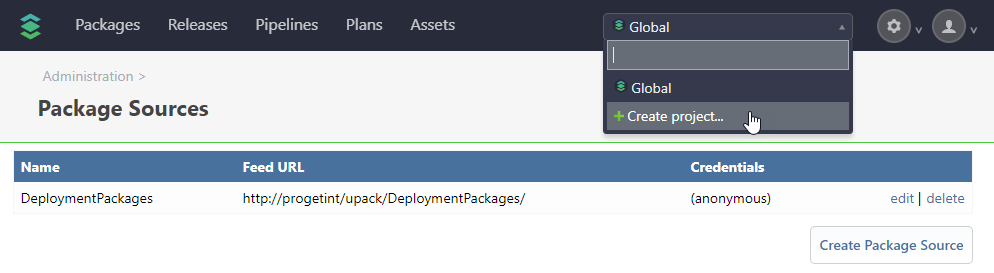 Packages Releases Pipelines Plans Assets Global
Global
Create project...
Administration >
Package Sources
Name Feed URL Credentials
DeploymentPackages http://progetint/upack/DeploymentPackages/ (anonymous) edit | delete
Create Package Source